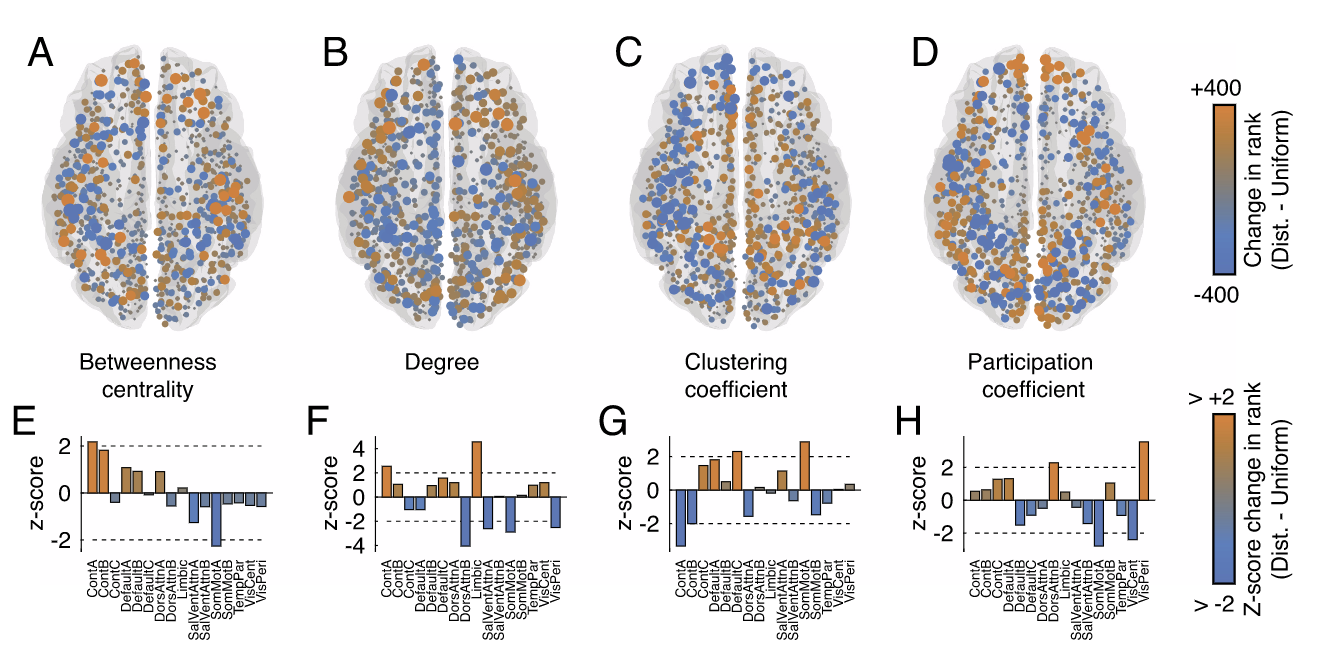 A
B
C
D
+400
Change in rank
(Dist. - Uniform)
-400
Betweenness
centrality
Degree
Clustering
coefficient
Participation
coefficient
E
z-score
2
0
-2
ContA
ContB
ContC
DefaultA
DefaultB
DefaultC
DorsAttnA
DorsAttnB
Limbic
SalVentAttnA
SalVentAttnB
SomMotA
SomMotB
TempPar
VisCent
VisPeri
F
z-score
4
2
0
-2
-4
ContA
ContB
ContC
DefaultA
DefaultB
DefaultC
DorsAttnA
DorsAttnB
Limbic
SalVentAttnA
SalVentAttnB
SomMotA
SomMotB
TempPar
VisCent
VisPeri
G
z-score
2
0
-2
ContA
ContB
ContC
DefaultA
DefaultB
DefaultC
DorsAttnA
DorsAttnB
Limbic
SalVentAttnA
SalVentAttnB
SomMotA
SomMotB
TempPar
VisCent
VisPeri
H
z-score
2
0
-2
ContA
ContB
ContC
DefaultA
DefaultB
DefaultC
DorsAttnA
DorsAttnB
Limbic
SalVentAttnA
SalVentAttnB
SomMotA
SomMotB
TempPar
VisCent
VisPeri
> +2
Z-score change in rank
(Dist. - Uniform)
> -2